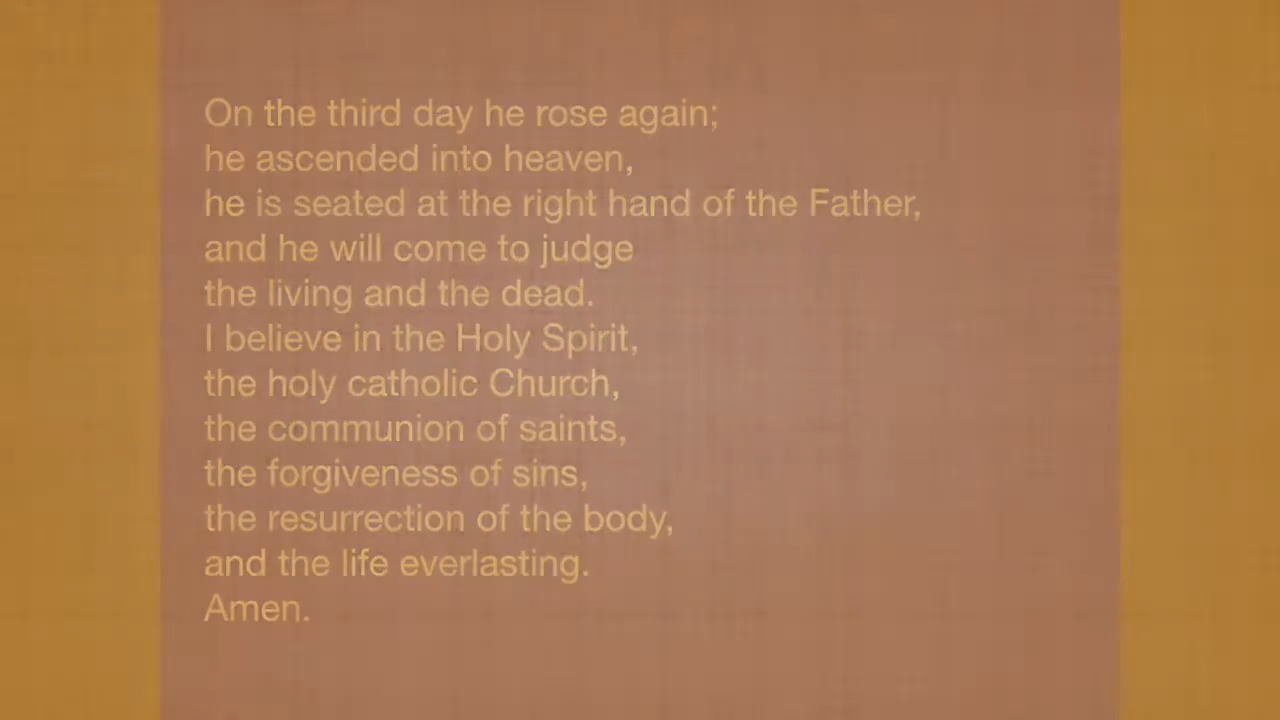 On the third day he rose again;
he ascended into heaven,
he is seated at the right hand of the Father,
and he will come to judge
the living and the dead.
I believe in the Holy Spirit,
the holy catholic Church,
the communion of saints,
the forgiveness of sins,
the resurrection of the body,
and the life everlasting.
Amen.